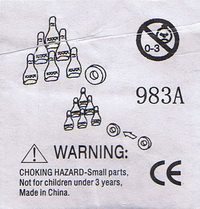 0-3
983A
WARNING:
CHOKING HAZARD-Small parts,
Not for children under 3 years,
Made in China.
CE